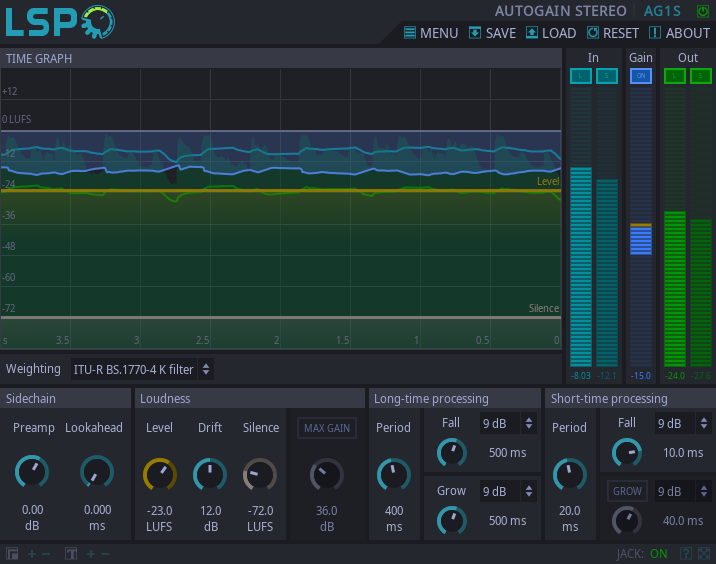 LSP
AUTOGAIN STEREO AG1S
MENU SAVE LOAD RESET ABOUT
TIME GRAPH
In Gain Out
L S ON L S
+12
0 LUFS
-12
-24
Level
-36
-48
-60
-72
Silence
s 3.5 3 2.5 2 1.5 1 0.5 0
-8.03 -12.1 -15.0 -24.0 -27.8
Weighting ITU-R BS.1770-4 K filter
Sidechain Loudness Long-time processing Short-time processing
Preamp Lookahead
0.00 dB
0.000 ms
Level Drift Silence MAX GAIN
-23.0 LUFS
12.0 dB
-72.0 LUFS
36.0 dB
Period
400 ms
Fall 9 dB
500 ms
Grow 9 dB
500 ms
Period
20.0 ms
Fall 9 dB
10.0 ms
GROW 9 dB
40.0 ms
JACK: ON